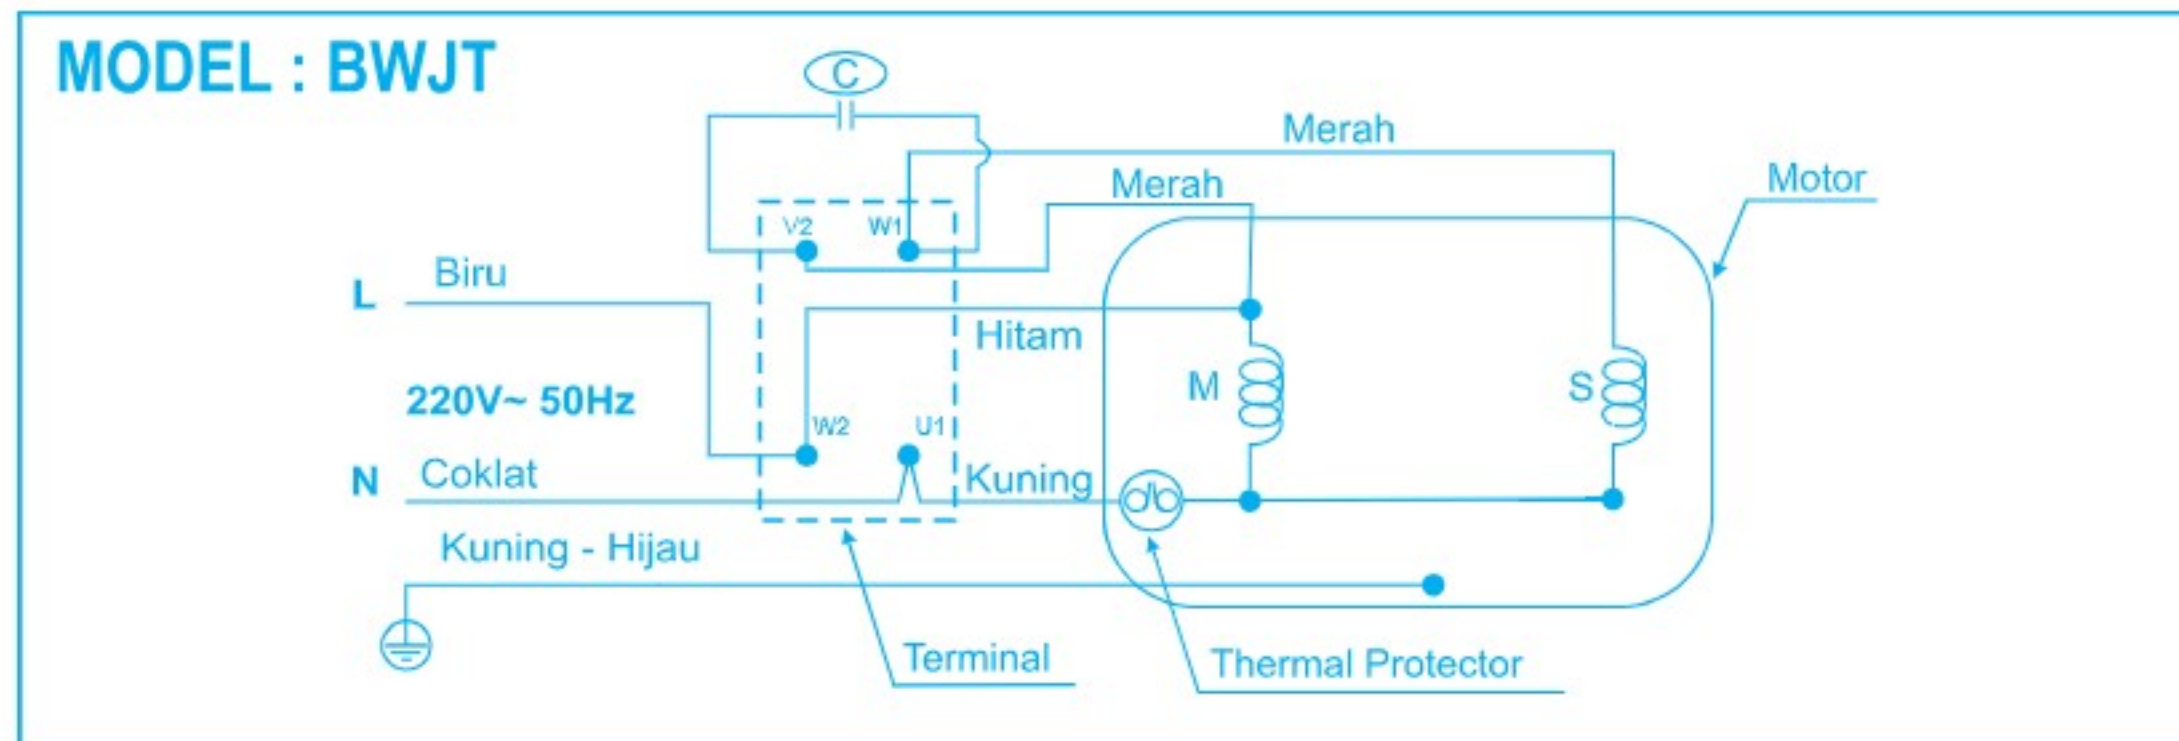 MODEL : BWJT
C
Merah
Merah
Motor
V2
W1
L
Biru
Hitam
M
S
220V~ 50Hz
W2
U1
N
Coklat
Kuning
Kuning - Hijau
Terminal
Thermal Protector